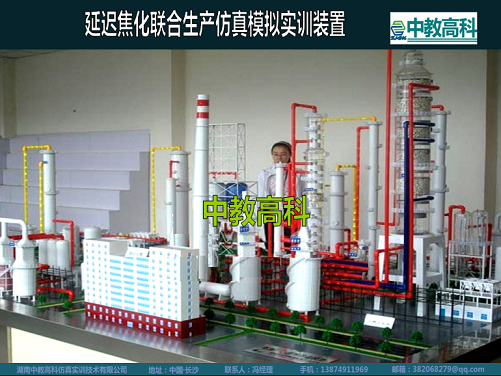 延迟焦化联合生产仿真模拟实训装置
中教高科
中教高科
湖南中教高科仿真实训技术有限公司 地址：中国·长沙 联系人：冯经理 手机：13874911969 邮箱：382068279@qq.com